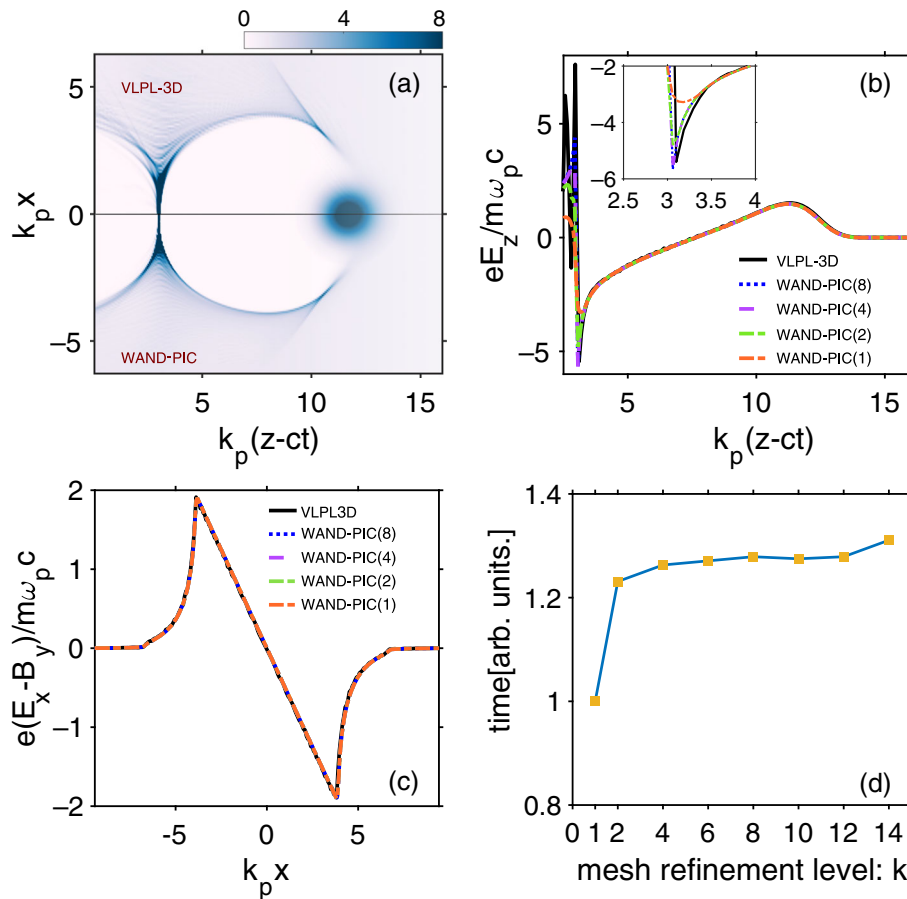 0 4 8
VLPL-3D
(a)
5
0
−5
k_p x
WAND-PIC
5 10 15
k_p(z-ct)
(b)
5
0
−5
eE_z/mω_p c
-2
-4
-6
2.5 3 3.5 4
VLPL-3D
WAND-PIC(8)
WAND-PIC(4)
WAND-PIC(2)
WAND-PIC(1)
5 10 15
k_p(z-ct)
2
1
0
−1
−2
e(E_x-B_y)/mω_p c
VLPL3D
WAND-PIC(8)
WAND-PIC(4)
WAND-PIC(2)
WAND-PIC(1)
(c)
-5 0 5
k_p x
1.4
1.2
1
0.8
time[arb. units.]
(d)
0 1 2 4 6 8 10 12 14
mesh refinement level: k